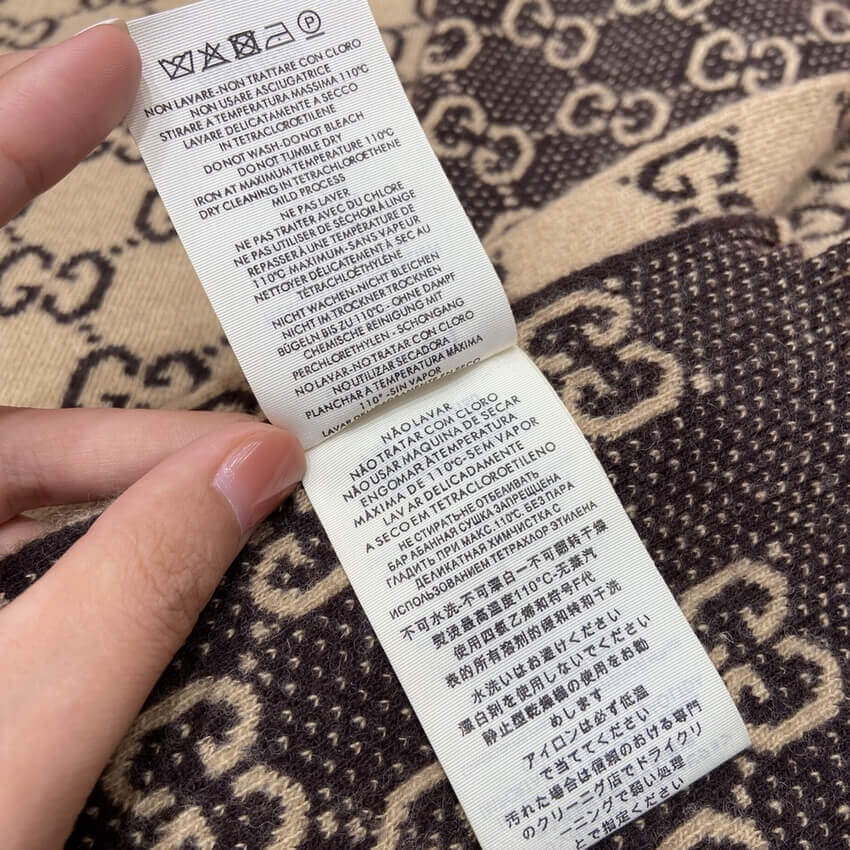 NON LAVARE-NON TRATTARE CON CLORO
NON USARE ASCIUGATRICE
STIRARE A TEMPERATURA MASSIMA 110°C
LAVARE DELICATAMENTE A SECCO
IN TETRACLOROETILENE
DO NOT WASH-DO NOT BLEACH
DO NOT TUMBLE DRY
IRON AT MAXIMUM TEMPERATURE 110°C
DRY CLEANING IN TETRACHLOROETHENE
MILD PROCESS
NE PAS LAVER
NE PAS TRAITER AVEC DU CHLORE
NE PAS UTILISER DE SÉCHOIR À LINGE
REPASSER À UNE TEMPÉRATURE DE
110°C MAXIMUM-SANS VAPEUR
NETTOYER DÉLICATEMENT À SEC AU
TÉTRACHLOÉTHYLÈNE
NICHT WACHEN-NICHT BLEICHEN
NICHT IM TROCKNER TROCKNEN
BÜGELN BIS ZU 110°C -OHNE DAMPF
CHEMISCHE REINIGUNG MIT
PERCHLORETHYLEN - SCHONGANG
NO LAVAR-NO TRATAR CON CLORO
NO UTILIZAR SECADORA
PLANCHAR A TEMPERATURA MÁXIMA
110° -SIN VAPOR
LAVAR
NÃO LAVAR
NÃO TRATAR COM CLORO
NÃO USAR MAQUINA DE SECAR
ENGOMAR À TEMPERATURA
MÁXIMA DE 110°C-SEM VAPOR
LAVAR DELICADAMENTE
A SECO EM TETRACLOROETILENO
НЕ СТИРАТЬ-НЕ ОТБЕЛИВАТЬ
БАРАБАННАЯ СУШКА ЗАПРЕЩЕНА
ГЛАДИТЬ ПРИ МАКС. 110°C. БЕЗ ПАРА
ДЕЛИКАТНАЯ ХИМЧИСТКА С
ИСПОЛЬЗОВАНИЕМ ТЕТРАХЛОР ЭТИЛЕНА
不可水洗-不可漂白-不可翻转干燥
熨烫最高温度110°C-无蒸汽
使用四氯乙烯和符号F代
表的所有溶剂的缓和纯和干洗
水洗いはお避けください
漂白剤を使用しないでください
静止型乾燥機の使用をお勧
めします
アイロンは必ず低温
で当ててください
汚れた場合は信頼のおける専門
のクリーニング店でドライクリ
ーニングで弱い処理
とご指定ください